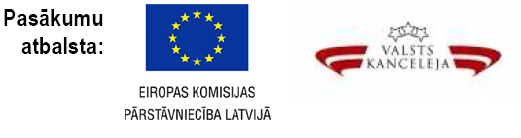 Pasākumu
atbalsta:
EIROPAS KOMISIJAS
PĀRSTĀVNIECĪBA LATVIJĀ
VALSTS
KANCELEJA